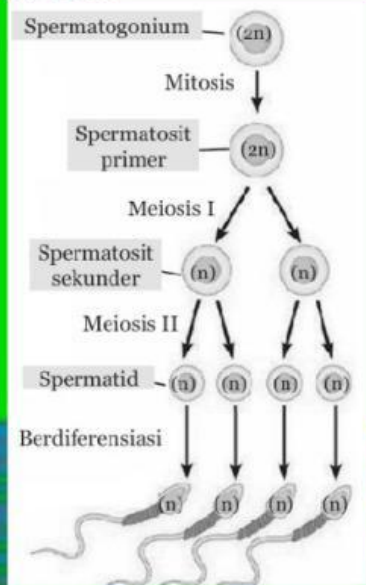 Spermatogonium
(2n)
Mitosis
Spermatosit
primer
(2n)
Meiosis I
Spermatosit
sekunder
(n)
(n)
Meiosis II
Spermatid
(n)
(n)
(n)
(n)
Berdiferensiasi
(n)
(n)
(n)
(n)